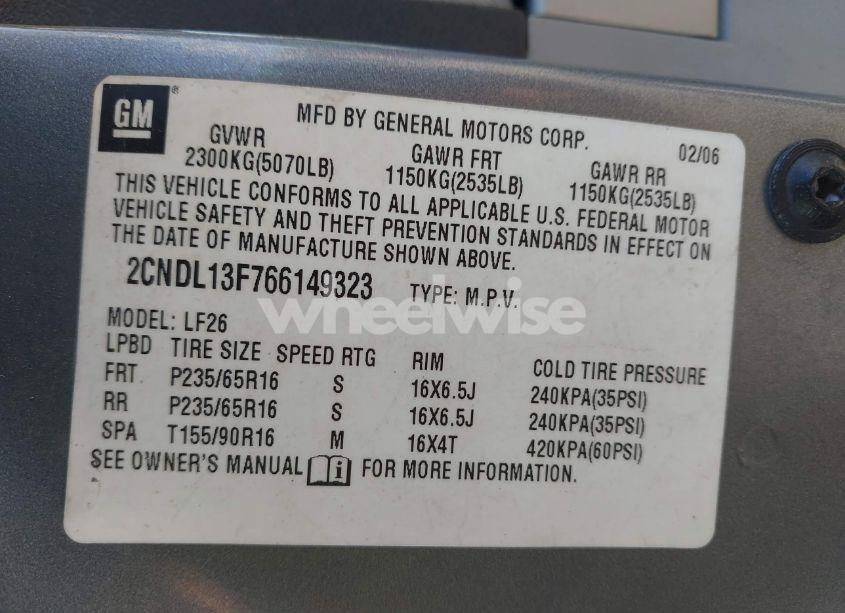 GM ®
MFD BY GENERAL MOTORS CORP. 02/06
GVWR GAWR FRT GAWR RR
2300KG(5070LB) 1150KG(2535LB) 1150KG(2535LB)
THIS VEHICLE CONFORMS TO ALL APPLICABLE U.S. FEDERAL MOTOR
VEHICLE SAFETY AND THEFT PREVENTION STANDARDS IN EFFECT ON
THE DATE OF MANUFACTURE SHOWN ABOVE.
2CNDL13F766149323 TYPE: M.P.V.
wheelwise
MODEL: LF26
LPBD TIRE SIZE SPEED RTG RIM COLD TIRE PRESSURE
FRT P235/65R16 S 16X6.5J 240KPA(35PSI)
RR P235/65R16 S 16X6.5J 240KPA(35PSI)
SPA T155/90R16 M 16X4T 420KPA(60PSI)
SEE OWNER'S MANUAL i FOR MORE INFORMATION.